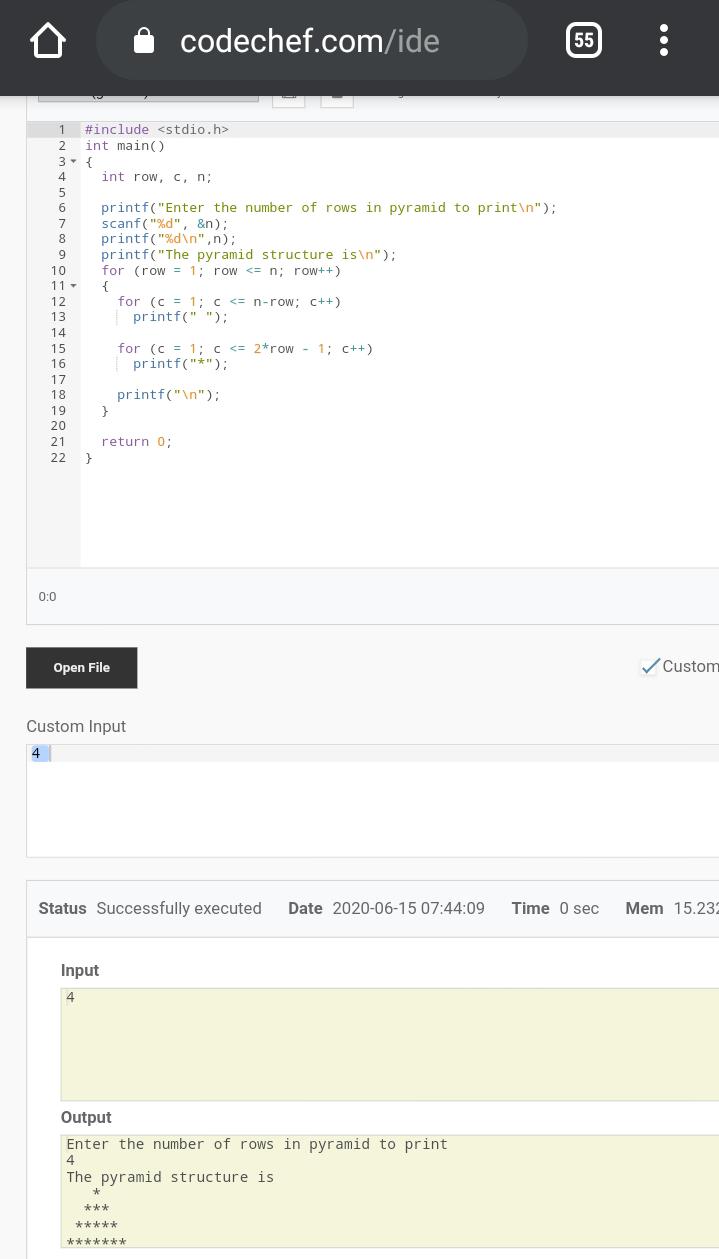 codechef.com/ide
55
1 #include <stdio.h>
2 int main()
3 {
4   int row, c, n;
5
6   printf("Enter the number of rows in pyramid to print\n");
7   scanf("%d", &n);
8   printf("%d\n",n);
9   printf("The pyramid structure is\n");
10   for (row = 1; row <= n; row++)
11   {
12     for (c = 1; c <= n-row; c++)
13       printf(" ");
14
15     for (c = 1; c <= 2*row - 1; c++)
16       printf("*");
17
18     printf("\n");
19   }
20
21   return 0;
22 }
0:0
Open File
Custom
Custom Input
4
Status Successfully executed Date 2020-06-15 07:44:09 Time 0 sec Mem 15.232
Input
4
Output
Enter the number of rows in pyramid to print
4
The pyramid structure is
   *
  ***
 *****
*******